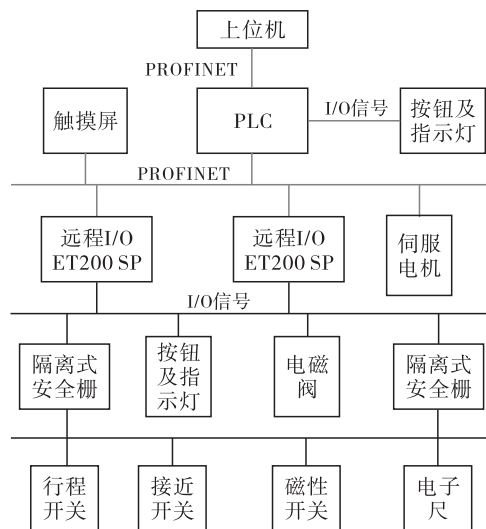 上位机
PROFINET
触摸屏
PLC
I/O信号
按钮及
指示灯
PROFINET
远程I/O
ET200 SP
远程I/O
ET200 SP
伺服
电机
I/O信号
隔离式
安全栅
按钮
及指
示灯
电磁
阀
隔离式
安全栅
行程
开关
接近
开关
磁性
开关
电子
尺